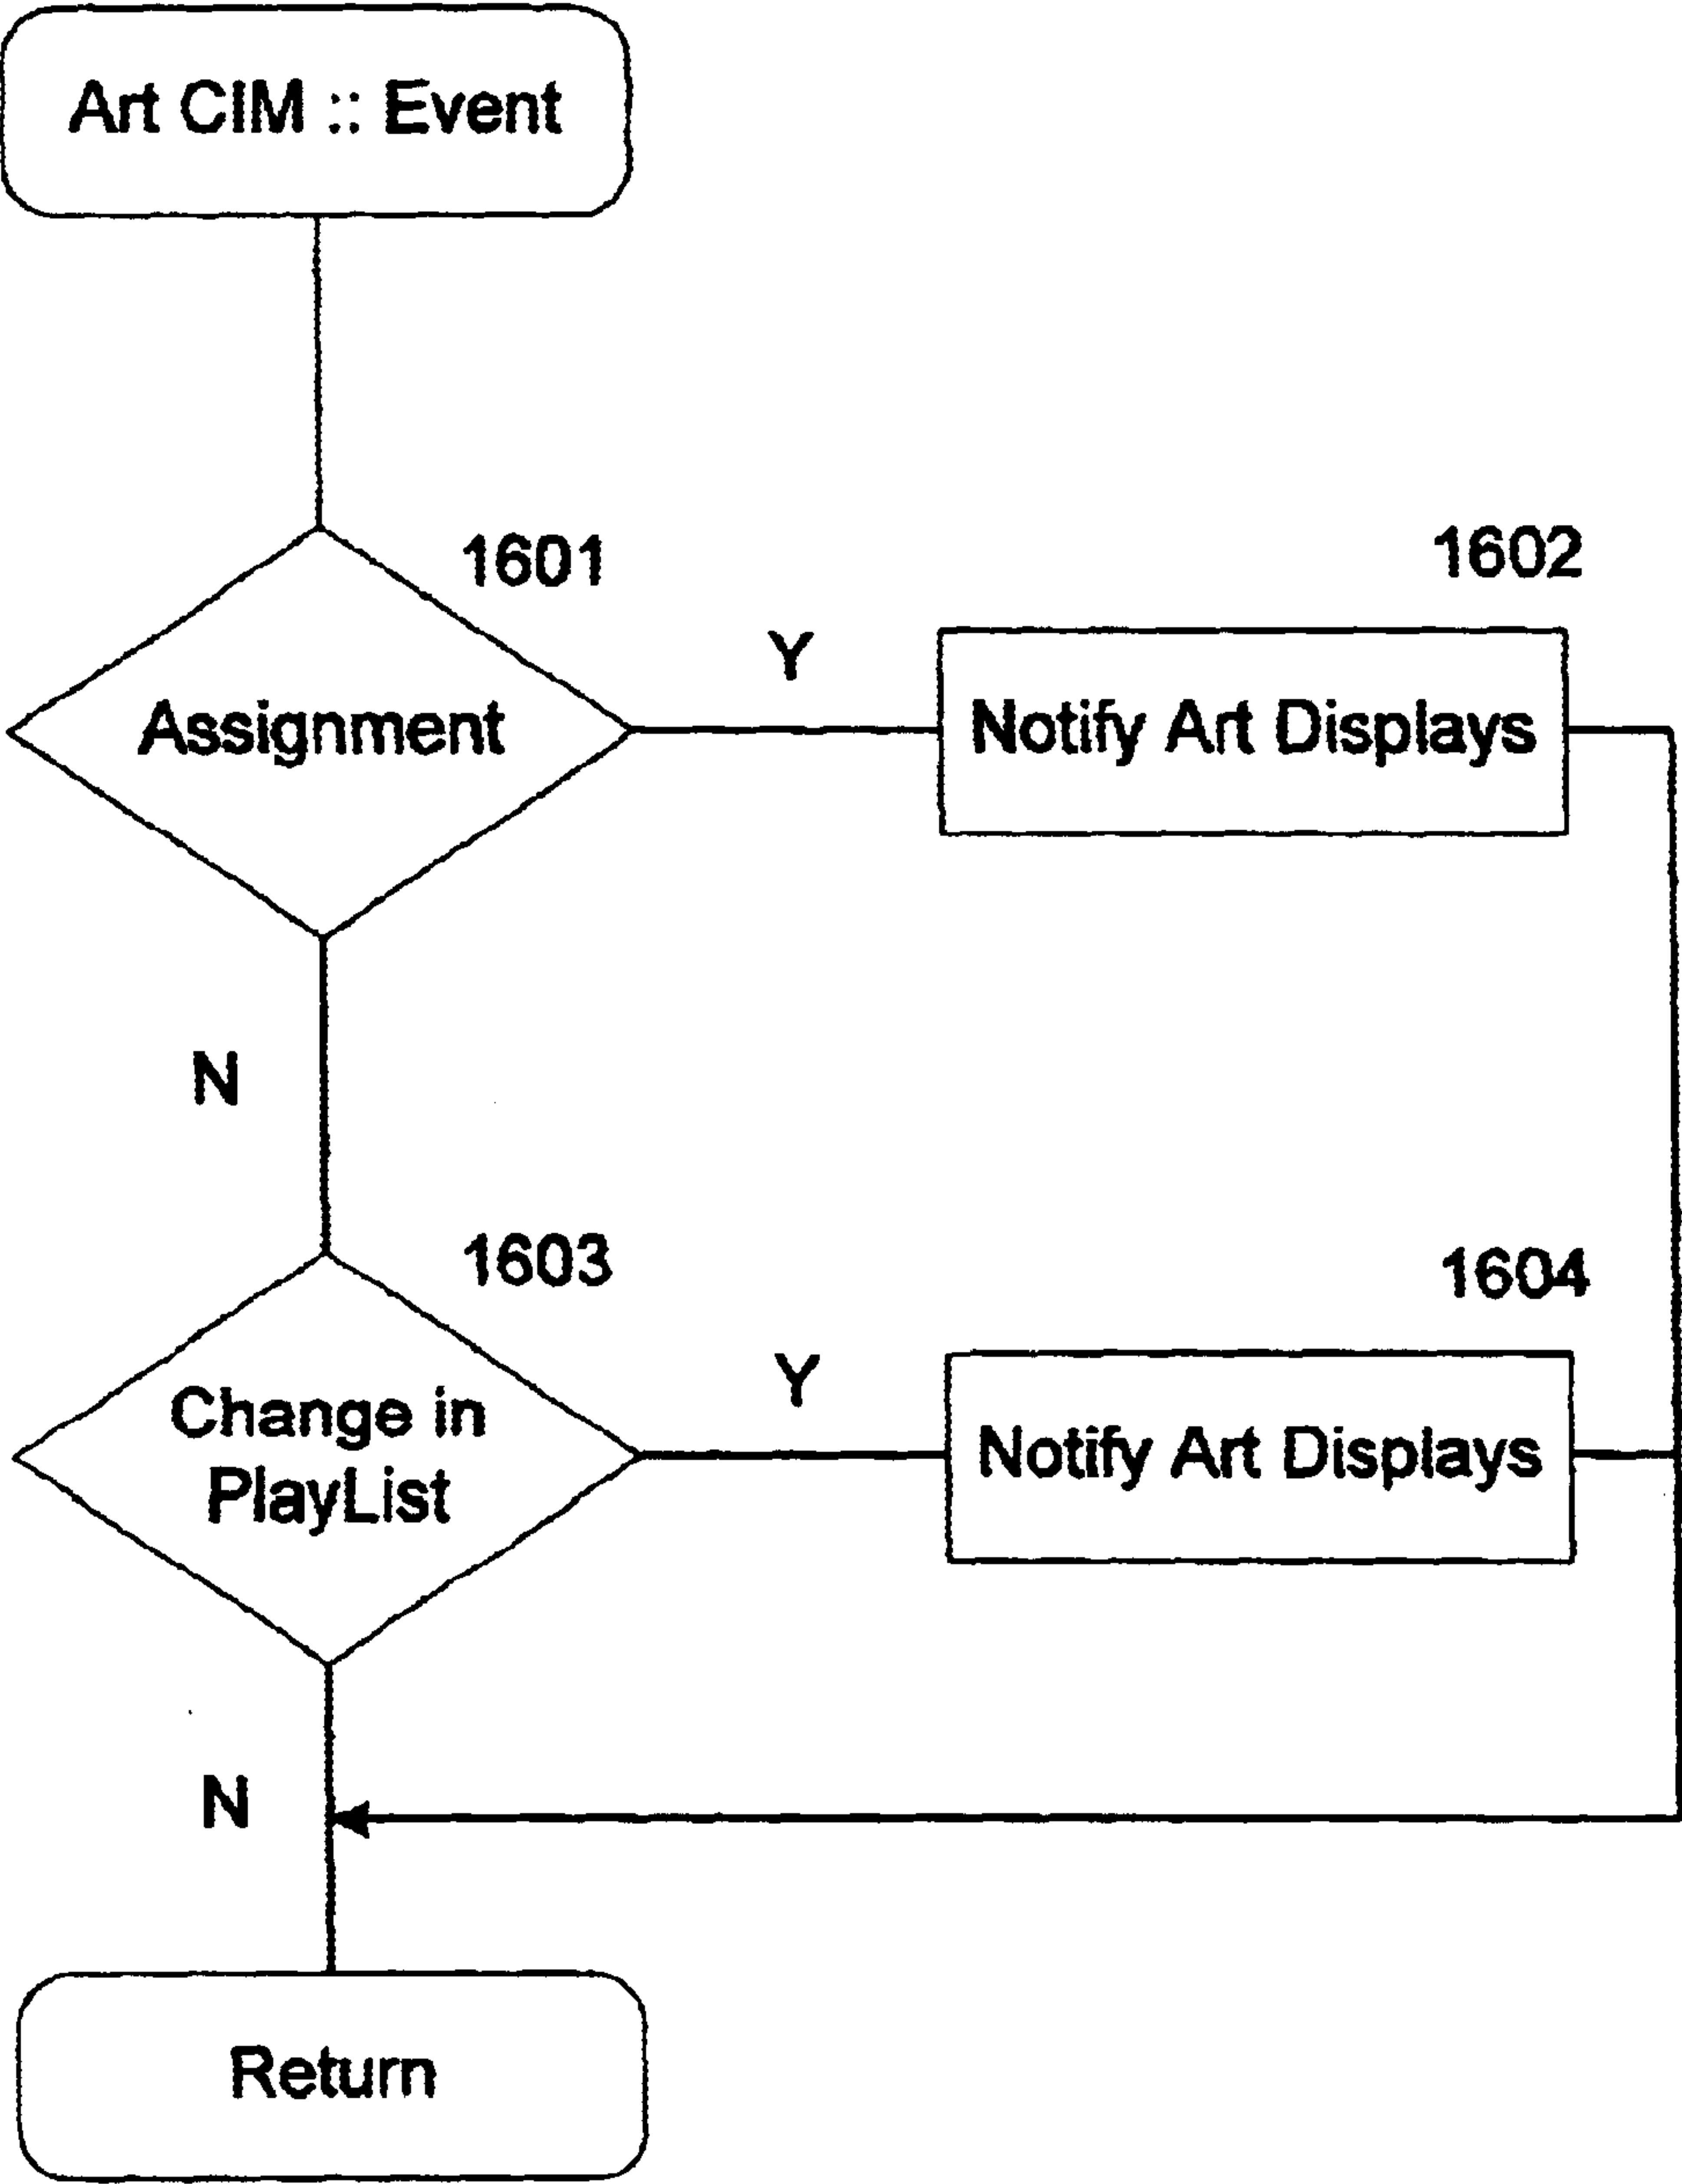 Art CIM :: Event
1601
1602
Y
Assignment
Notify Art Displays
N
1603
1604
Y
Change in
PlayList
Notify Art Displays
N
Return